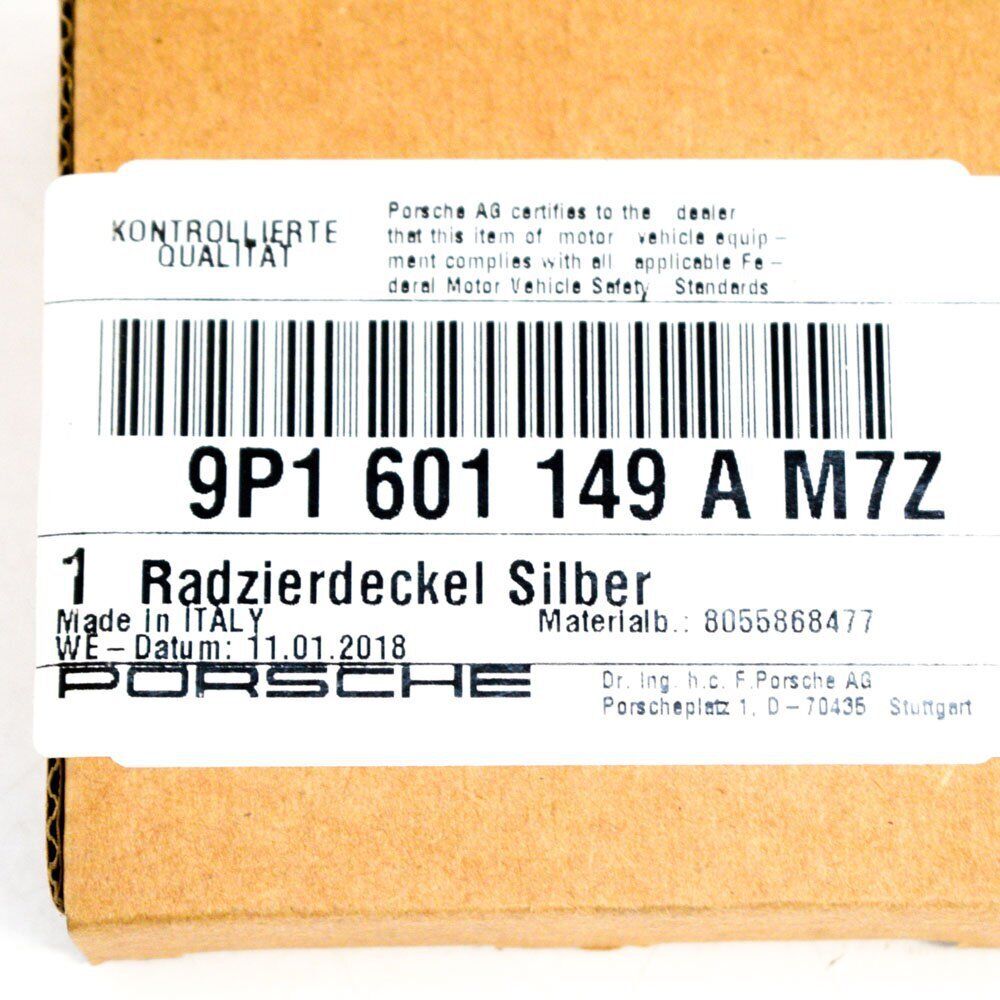 KONTROLLIERTE
QUALITÄT
Porsche AG certifies to the dealer
that this item of motor vehicle equip-
ment complies with all applicable Fe-
deral Motor Vehicle Safety Standards
9P1 601 149 A M7Z
1 Radzierdeckel Silber
Made in ITALY
Materialb.: 8055868477
WE-Datum: 11.01.2018
PORSCHE
Dr. Ing. h.c. F.Porsche AG
Porscheplatz 1, D-70435 Stuttgart